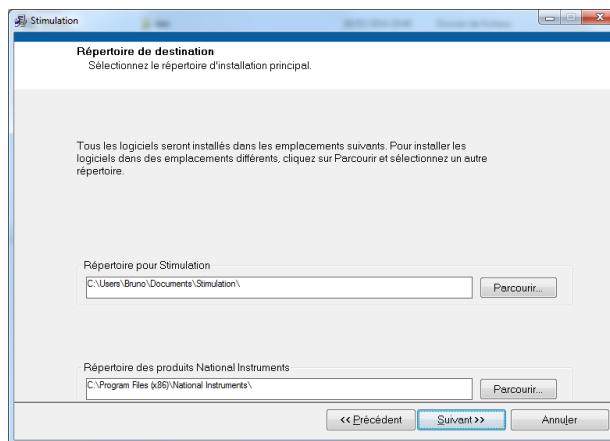 Stimulation
Répertoire de destination
Sélectionnez le répertoire d'installation principal.
Tous les logiciels seront installés dans les emplacements suivants. Pour installer les
logiciels dans des emplacements différents, cliquez sur Parcourir et sélectionnez un autre
répertoire.
Répertoire pour Stimulation
C:\Users\Bruno\Documents\Stimulation\
Parcourir...
Répertoire des produits National Instruments
C:\Program Files (x86)\National Instruments\
Parcourir...
<< Précédent
Suivant >>
Annuler